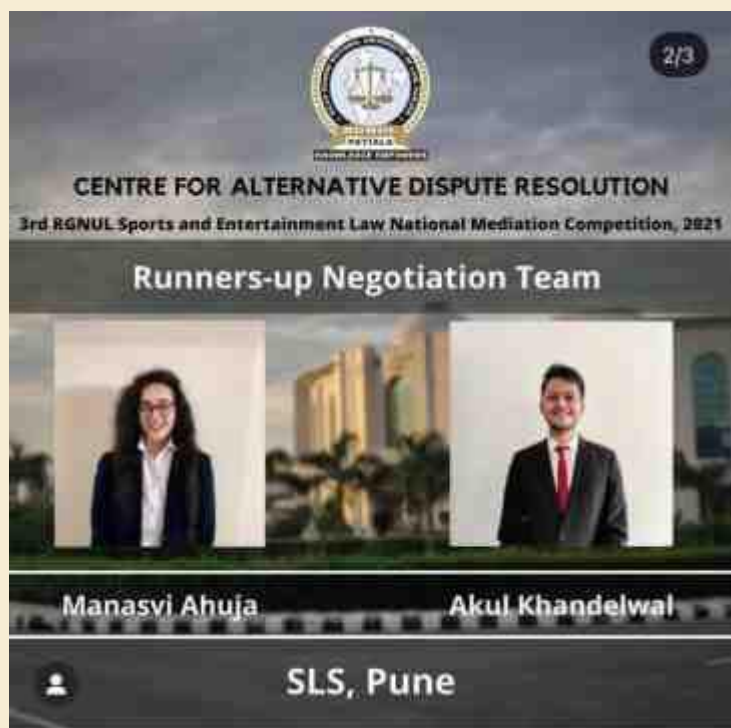 2/3
PATIALA
CENTRE FOR ALTERNATIVE DISPUTE RESOLUTION
3rd RGNUL Sports and Entertainment Law National Mediation Competition, 2021
Runners-up Negotiation Team
Manasvi Ahuja
Akul Khandelwal
SLS, Pune